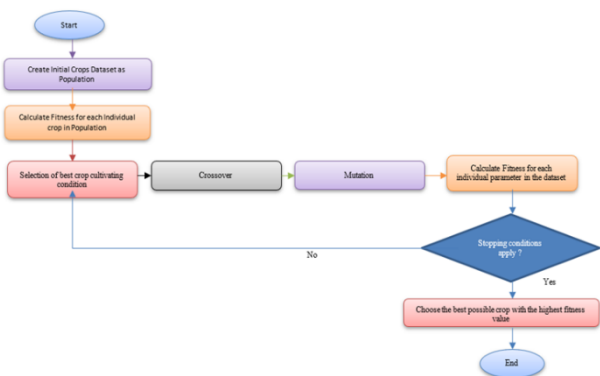 Start
Create Initial Crops Dataset as
Population
Calculate Fitness for each Individual
crop in Population
Selection of best crop cultivating
condition
Crossover
Mutation
Calculate Fitness for each
individual parameter in the dataset
Stopping conditions
apply ?
No
Yes
Choose the best possible crop with the highest fitness
value
End